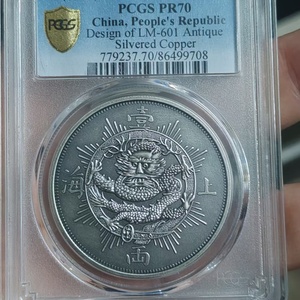 PCGS
PCGS PR70
China, People's Republic
Design of LM-601 Antique
Silvered Copper
779237.70/86499708
壹
海 上
兩